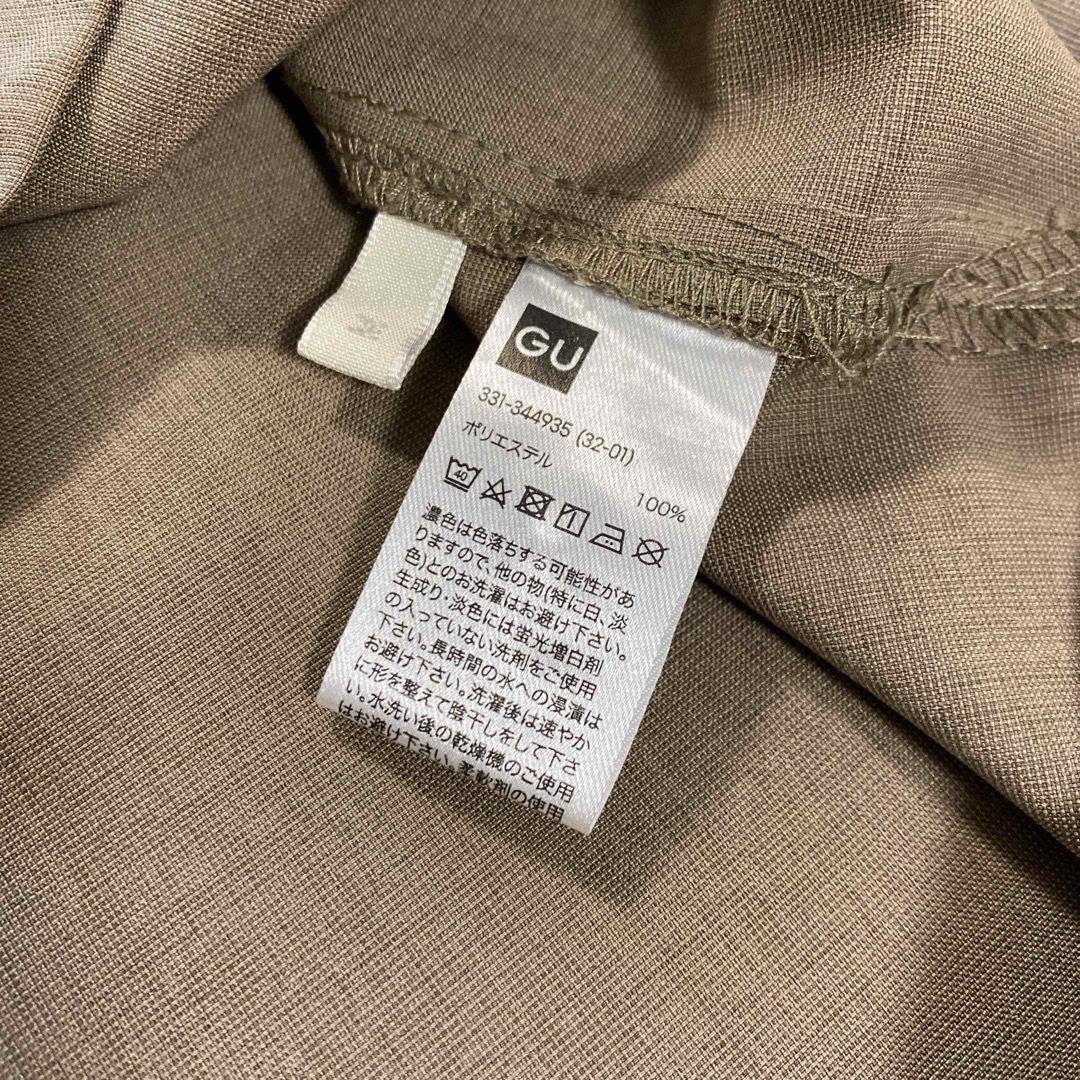 GU
331-344935 (32-01)
ポリエステル 100%
40
濃色は色落ちする可能性があ
りますので、他の物(特に白、淡
色)とのお洗濯はお避け下さい。
生成り・淡色には蛍光増白剤
の入っていない洗剤をご使用
下さい。長時間の水への浸漬は
お避け下さい。洗濯後は速やか
に形を整えて陰干しをして下さ
い。水洗い後の乾燥機のご使用
はお避け下さい。柔軟剤の使用